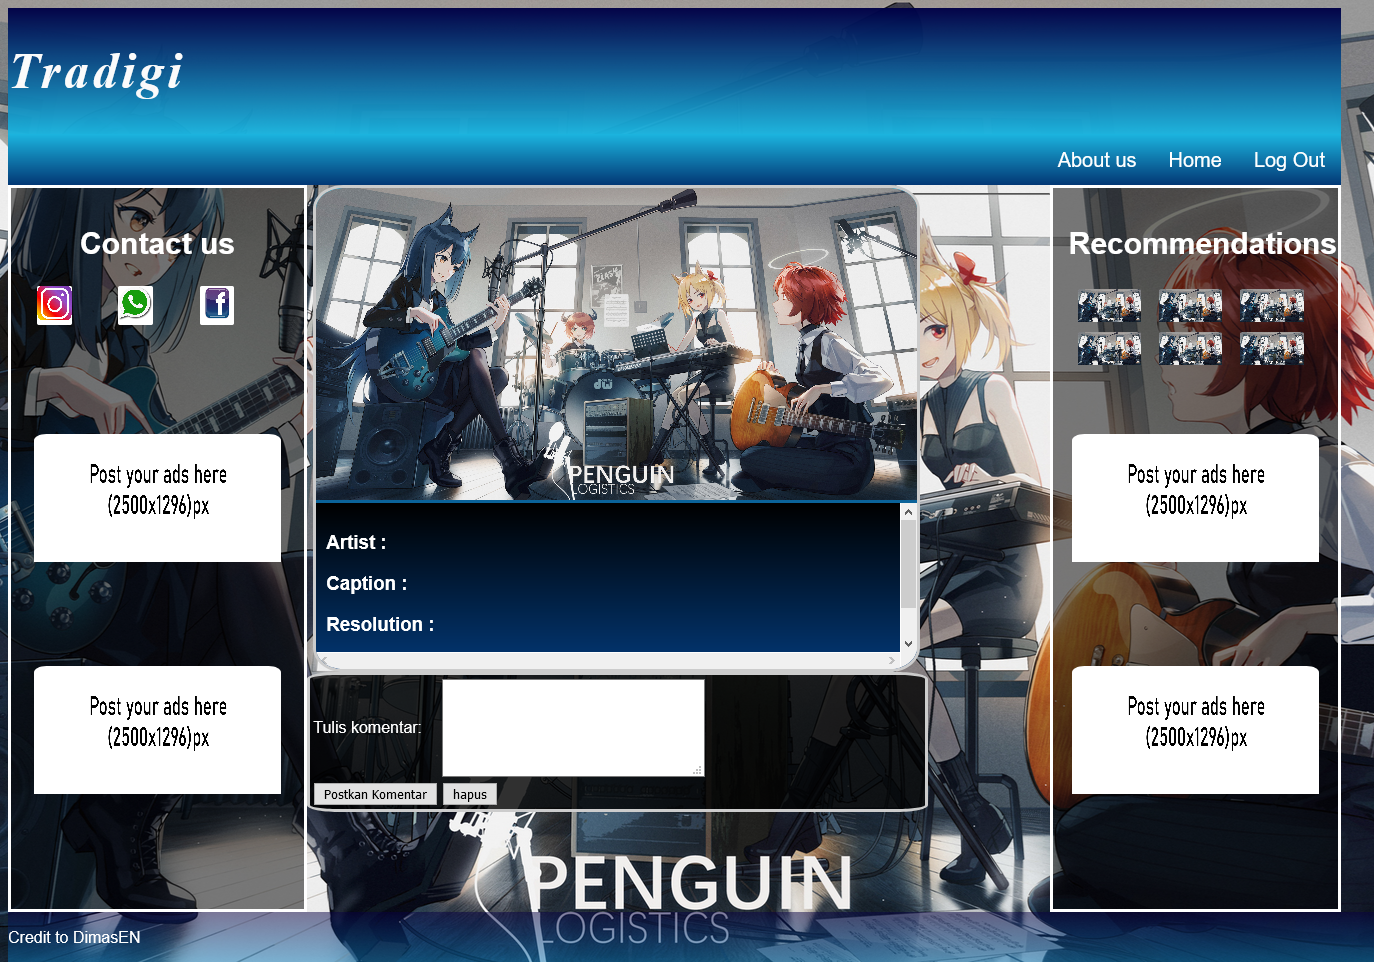 Tradigi
About us Home Log Out
Contact us
Post your ads here
(2500x1296)px
Post your ads here
(2500x1296)px
PENGUIN
LOGISTICS
Artist :
Caption :
Resolution :
Tulis komentar:
Postkan Komentar hapus
Recommendations
Post your ads here
(2500x1296)px
Post your ads here
(2500x1296)px
PENGUIN
LOGISTICS
Credit to DimasEN